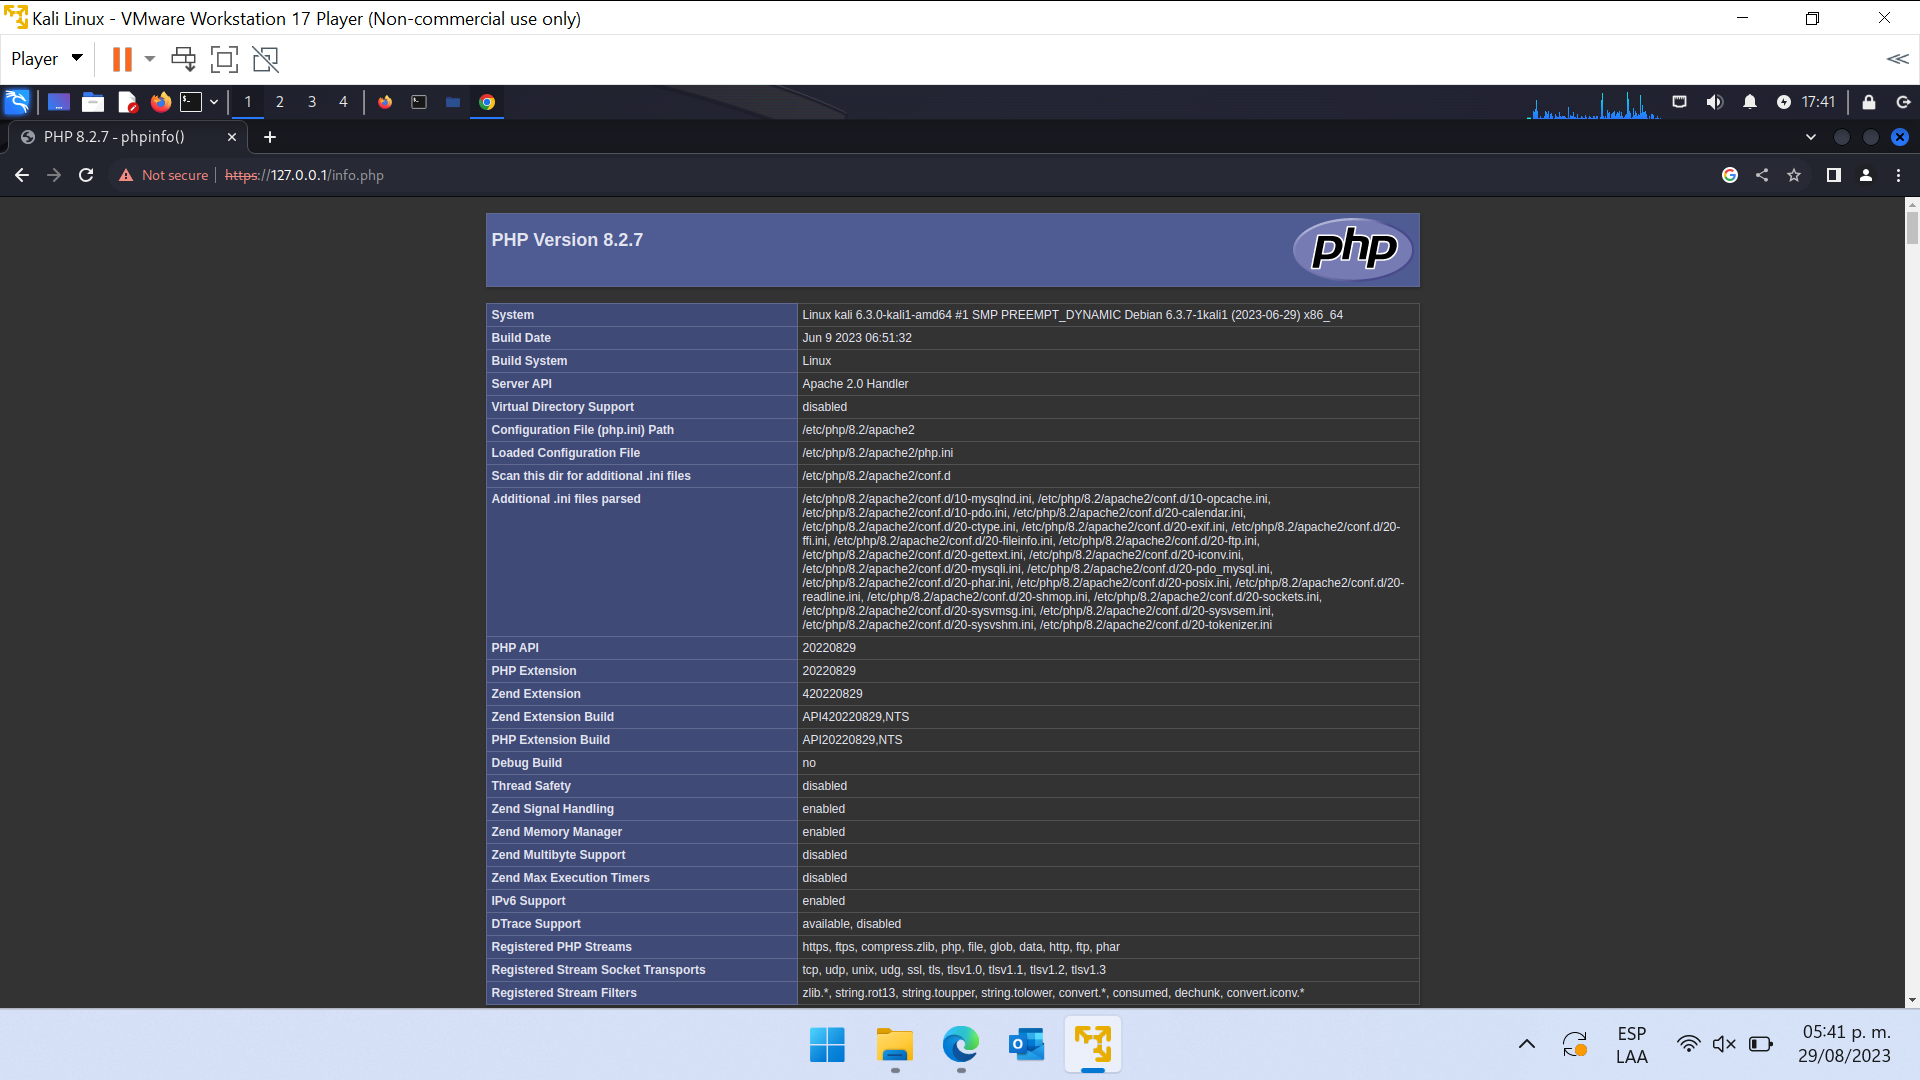 Kali Linux - VMware Workstation 17 Player (Non-commercial use only)
Player
1 2 3 4
17:41
PHP 8.2.7 - phpinfo()
Not secure https://127.0.0.1/info.php
PHP Version 8.2.7
php
System Linux kali 6.3.0-kali1-amd64 #1 SMP PREEMPT_DYNAMIC Debian 6.3.7-1kali1 (2023-06-29) x86_64
Build Date Jun 9 2023 06:51:32
Build System Linux
Server API Apache 2.0 Handler
Virtual Directory Support disabled
Configuration File (php.ini) Path /etc/php/8.2/apache2
Loaded Configuration File /etc/php/8.2/apache2/php.ini
Scan this dir for additional .ini files /etc/php/8.2/apache2/conf.d
Additional .ini files parsed /etc/php/8.2/apache2/conf.d/10-mysqlnd.ini, /etc/php/8.2/apache2/conf.d/10-opcache.ini,
/etc/php/8.2/apache2/conf.d/10-pdo.ini, /etc/php/8.2/apache2/conf.d/20-calendar.ini,
/etc/php/8.2/apache2/conf.d/20-ctype.ini, /etc/php/8.2/apache2/conf.d/20-exif.ini, /etc/php/8.2/apache2/conf.d/20-
ffi.ini, /etc/php/8.2/apache2/conf.d/20-fileinfo.ini, /etc/php/8.2/apache2/conf.d/20-ftp.ini,
/etc/php/8.2/apache2/conf.d/20-gettext.ini, /etc/php/8.2/apache2/conf.d/20-iconv.ini,
/etc/php/8.2/apache2/conf.d/20-mysqli.ini, /etc/php/8.2/apache2/conf.d/20-pdo_mysql.ini,
/etc/php/8.2/apache2/conf.d/20-phar.ini, /etc/php/8.2/apache2/conf.d/20-posix.ini, /etc/php/8.2/apache2/conf.d/20-
readline.ini, /etc/php/8.2/apache2/conf.d/20-shmop.ini, /etc/php/8.2/apache2/conf.d/20-sockets.ini,
/etc/php/8.2/apache2/conf.d/20-sysvmsg.ini, /etc/php/8.2/apache2/conf.d/20-sysvsem.ini,
/etc/php/8.2/apache2/conf.d/20-sysvshm.ini, /etc/php/8.2/apache2/conf.d/20-tokenizer.ini
PHP API 20220829
PHP Extension 20220829
Zend Extension 420220829
Zend Extension Build API420220829,NTS
PHP Extension Build API20220829,NTS
Debug Build no
Thread Safety disabled
Zend Signal Handling enabled
Zend Memory Manager enabled
Zend Multibyte Support disabled
Zend Max Execution Timers disabled
IPv6 Support enabled
DTrace Support available, disabled
Registered PHP Streams https, ftps, compress.zlib, php, file, glob, data, http, ftp, phar
Registered Stream Socket Transports tcp, udp, unix, udg, ssl, tls, tlsv1.0, tlsv1.1, tlsv1.2, tlsv1.3
Registered Stream Filters zlib.*, string.rot13, string.toupper, string.tolower, convert.*, consumed, dechunk, convert.iconv.*
ESP
LAA
05:41 p. m.
29/08/2023